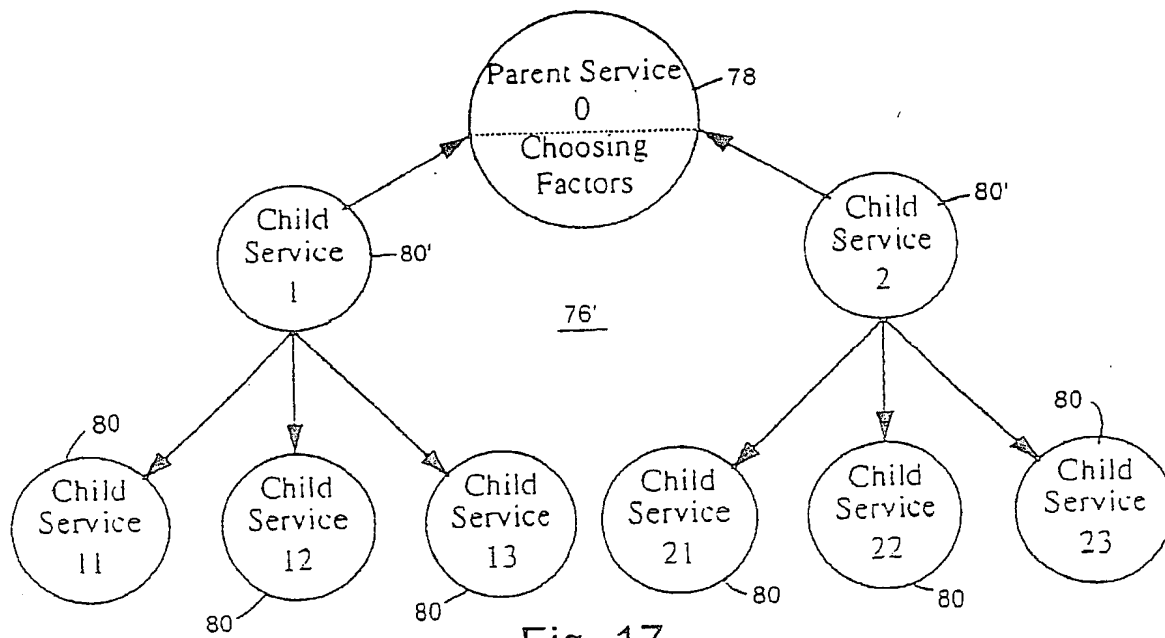 Parent Service
0
Choosing
Factors
78
Child
Service
1
80'
Child
Service
2
80'
76'
80
Child
Service
11
Child
Service
12
80
Child
Service
13
80
Child
Service
21
80
Child
Service
22
80
80
Child
Service
23
Fig. 17